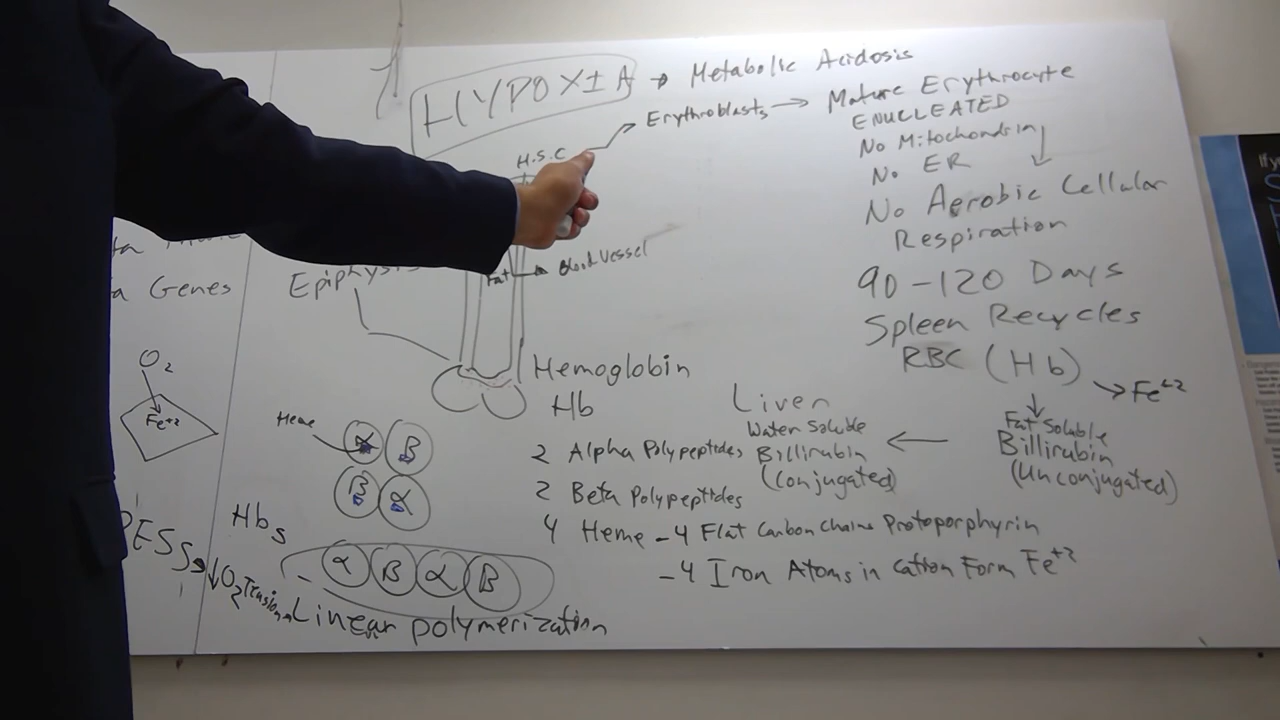 HYPOXIA → Metabolic Acidosis
H.S.C → Erythroblasts → Mature Erythrocyte
ENUCLEATED
No Mitochondria
No ER
No Aerobic Cellular
Respiration
90-120 Days
Spleen Recycles
RBC (Hb)
→ Fe+2
Fat Soluble
Billirubin
(Unconjugated)
Liver
Water Soluble
Billirubin
(Conjugated)
Epiphysis
Fat → Blood Vessel
Genes
O2
Fe+2
Heme
α B
B α
Hemoglobin
Hb
2 Alpha Polypeptides
2 Beta Polypeptides
4 Heme - 4 Flat Carbon Chains Protoporphyrin
- 4 Iron Atoms in cation Form Fe+2
HbS
α B α B
Linear polymerization
↓O2